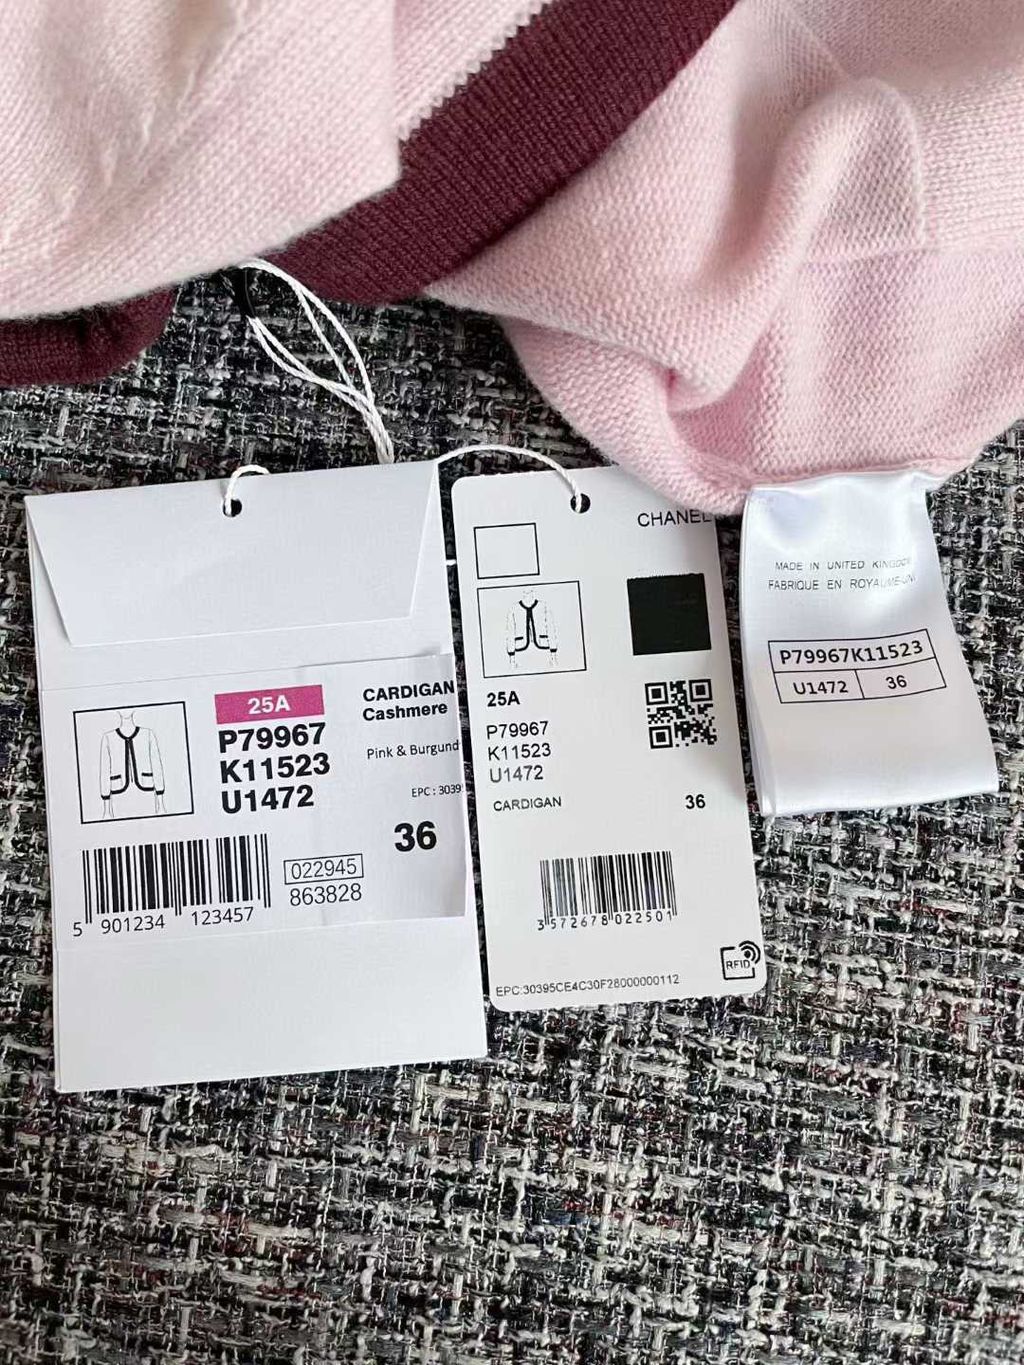 25A
P79967
K11523
U1472
CARDIGAN
Cashmere
Pink & Burgund
EPC : 3039
36
022945
863828
5 901234 123457
CHANEL
25A
P79967
K11523
U1472
CARDIGAN 36
3 572678 022501
RFID
EPC:30395CE4C30F28000000112
MADE IN UNITED KINGDOM
FABRIQUE EN ROYAUME-UNI
P79967K11523
U1472 36